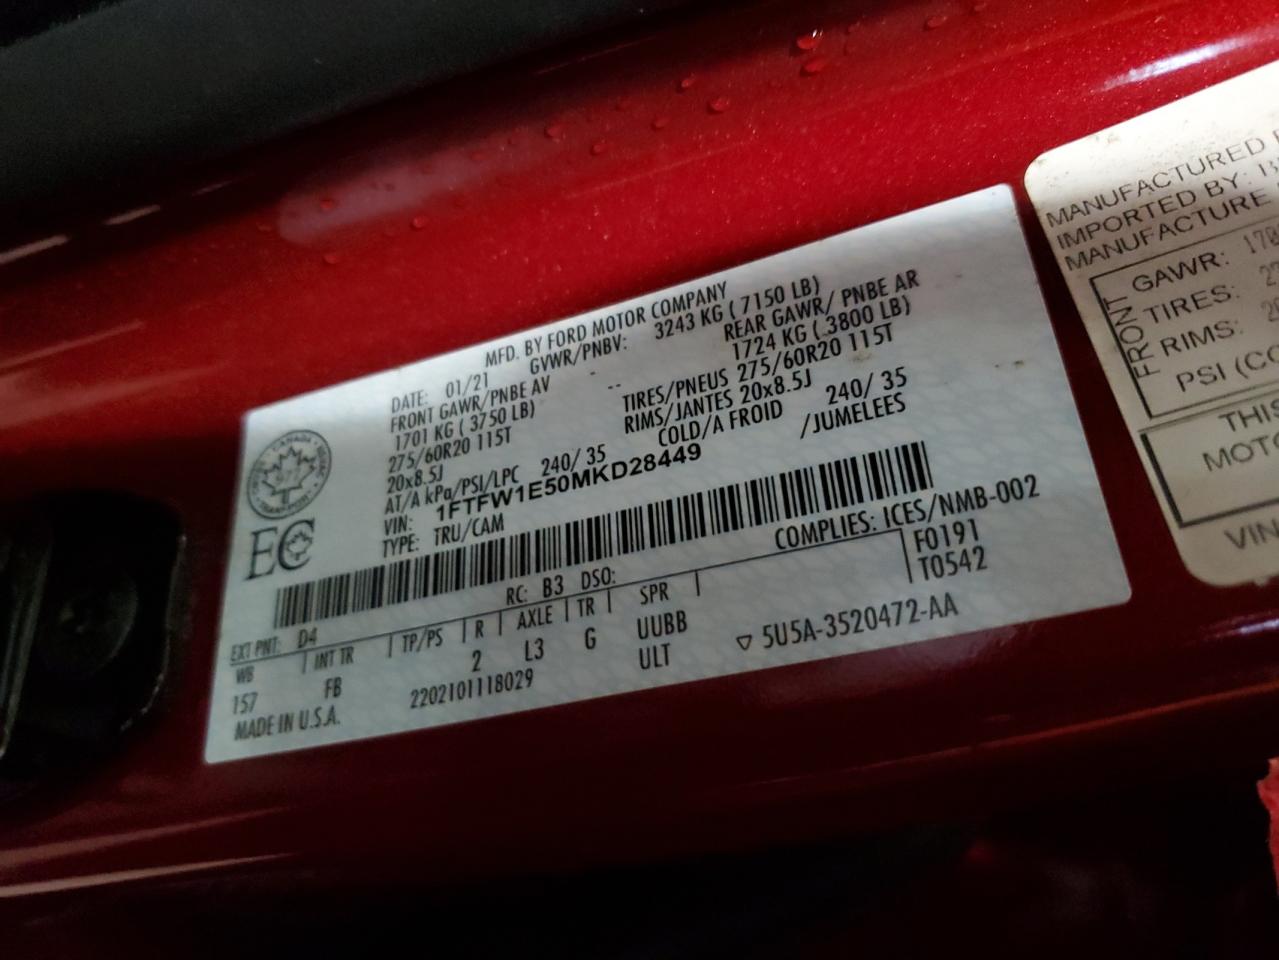 MFD. BY FORD MOTOR COMPANY
DATE: 01/21 GVWR/PNBV: 3243 KG ( 7150 LB)
FRONT GAWR/PNBE AV REAR GAWR/ PNBE AR
1701 KG ( 3750 LB) 1724 KG ( 3800 LB)
275/60R20 115T TIRES/PNEUS 275/60R20 115T
20x8.5J RIMS/JANTES 20x8.5J
AT/A kPa/PSI/LPC 240/ 35 COLD/A FROID 240/ 35
VIN: 1FTFW1E50MKD28449 /JUMELEES
TYPE: TRU/CAM
COMPLIES: ICES/NMB-002
CANADA
EC
F0191
T0542
EXT PNT: D4 RC: B3 DSO:
WB INT TR TP/PS R AXLE TR SPR
157 FB 2 L3 G UUBB
2202101118029 ULT ▽ 5U5A-3520472-AA
MADE IN U.S.A.
MANUFACTURED
IMPORTED BY:
MANUFACTURE
FRONT
GAWR: 170
TIRES: 27
RIMS:
PSI (CO
THIS
MOTO
VIN